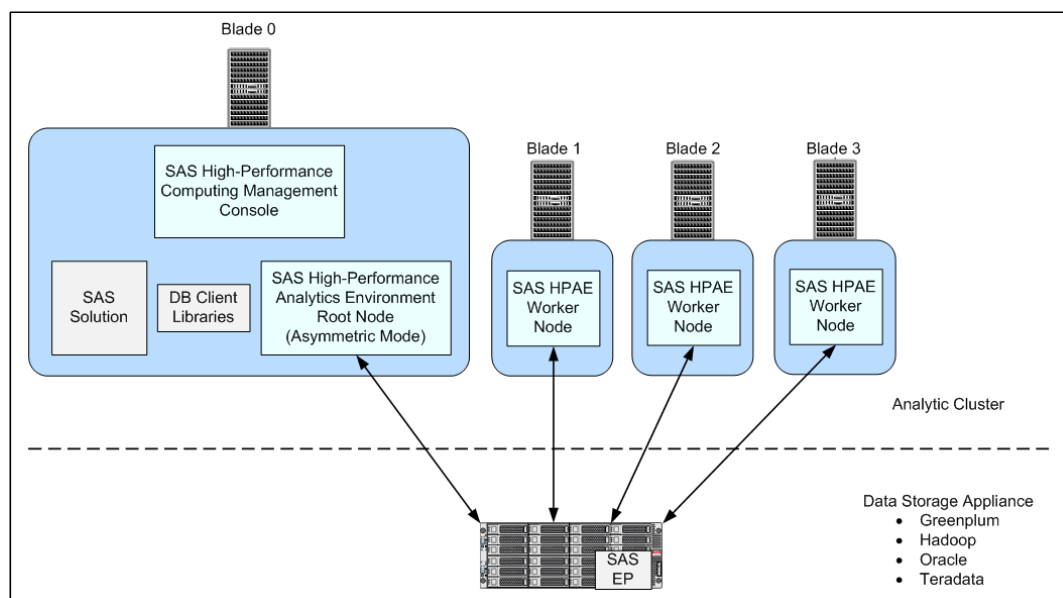 Blade 0
SAS High-Performance
Computing Management
Console
SAS
Solution
DB Client
Libraries
SAS High-Performance
Analytics Environment
Root Node
(Asymmetric Mode)
Blade 1
SAS HPAE
Worker
Node
Blade 2
SAS HPAE
Worker
Node
Blade 3
SAS HPAE
Worker
Node
Analytic Cluster
SAS
EP
Data Storage Appliance
• Greenplum
• Hadoop
• Oracle
• Teradata